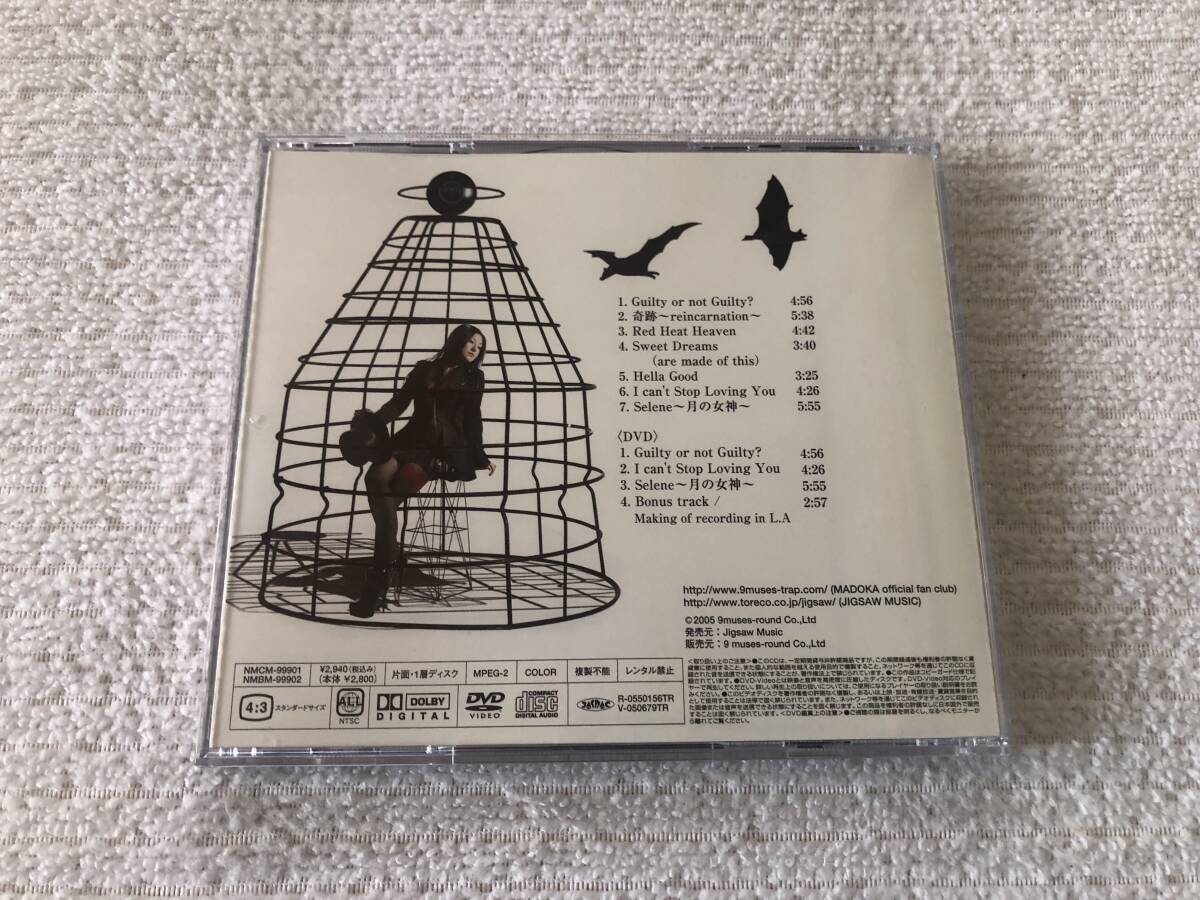 1. Guilty or not Guilty? 4:56
2. 奇跡～reincarnation～ 5:38
3. Red Heat Heaven 4:42
4. Sweet Dreams 3:40
(are made of this)
5. Hella Good 3:25
6. I can't Stop Loving You 4:26
7. Selene～月の女神～ 5:55
〈DVD〉
1. Guilty or not Guilty? 4:56
2. I can't Stop Loving You 4:26
3. Selene～月の女神～ 5:55
4. Bonus track / 2:57
Making of recording in L.A
http://www.9muses-trap.com/ (MADOKA official fan club)
http://www.toreco.co.jp/jigsaw/ (JIGSAW MUSIC)
©2005 9muses-round Co.,Ltd
発売元：Jigsaw Music
販売元：9 muses-round Co.,Ltd
NMCM-99901
NMBM-99902
¥2,940(税込み)
(本体 ¥2,800)
片面・1層ディスク
MPEG-2
COLOR
複製不能
レンタル禁止
4:3 スタンダードサイズ
ALL
NTSC
DOLBY
DIGITAL
DVD
VIDEO
COMPACT
disc
DIGITAL AUDIO
R-0550156TR
V-050679TR